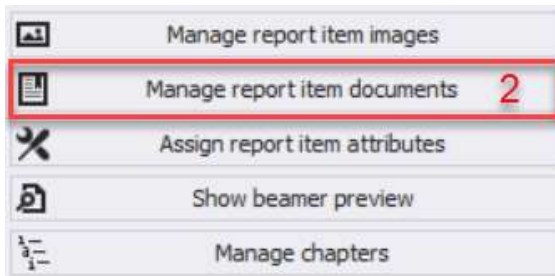 Manage report item images
Manage report item documents 2
Assign report item attributes
Show beamer preview
Manage chapters